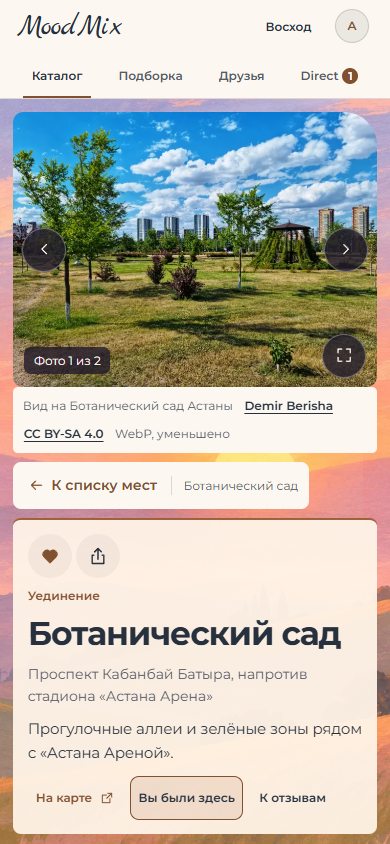 MoodMix
Восход
A
Каталог
Подборка
Друзья
Direct 1
Фото 1 из 2
Вид на Ботанический сад Астаны Demir Berisha
CC BY-SA 4.0 WebP, уменьшено
← К списку мест Ботанический сад
Уединение
Ботанический сад
Проспект Кабанбай Батыра, напротив
стадиона «Астана Арена»
Прогулочные аллеи и зелёные зоны рядом
с «Астана Ареной».
На карте
Вы были здесь
К отзывам